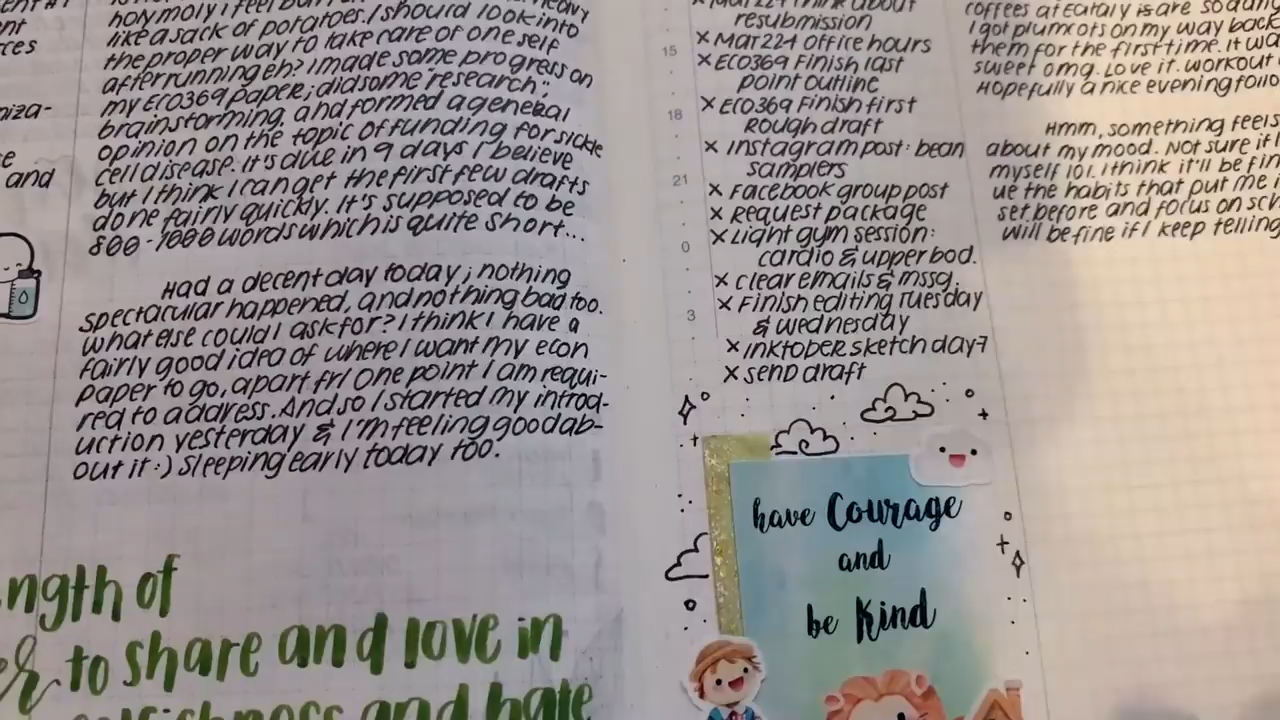 ent
ces
niza-
e
and
holy moly I feel
heavy
like a sack of potatoes. I should look into
the proper way to take care of one self
after running eh? I made some progress on
my ECO369 paper; did some research,
brainstorming, and formed a general
opinion on the topic of funding for sickle
cell disease. It's due in 9 days I believe
but I think I can get the first few drafts
done fairly quickly. It's supposed to be
800-1000 words which is quite short...
Had a decent day today; nothing
spectacular happened, and nothing bad too.
what else could I ask for? I think I have a
fairly good idea of where I want my econ
paper to go, apart fr/ one point I am requi-
red to address. And so I started my introd-
uction yesterday & I'm feeling good ab-
out it :) Sleeping early today too.
ngth of
to share and love in
and hate
15
18
21
0
3
x Mat224 think about
resubmission
x Mat224 office hours
x ECO369 Finish last
point outline
x ECO369 Finish first
rough draft
x Instagram post: bean
samplers
x Facebook group post
x Request package
x Light gym session:
cardio & upper bod.
x clear emails & mssg.
x Finish editing Tuesday
& Wednesday
x inktober sketch day 7
x send draft
have Courage
and
be Kind
coffees at Eataly is are so
I got plumcots on my way back
them for the first time. It wa
sweet omg. Love it. workout
Hopefully a nice evening follo
Hmm, something feels
about my mood. Not sure if I
myself 101. I think it'll be fin
ue the habits that put me i
set before and focus on sch
will be fine if I keep telling